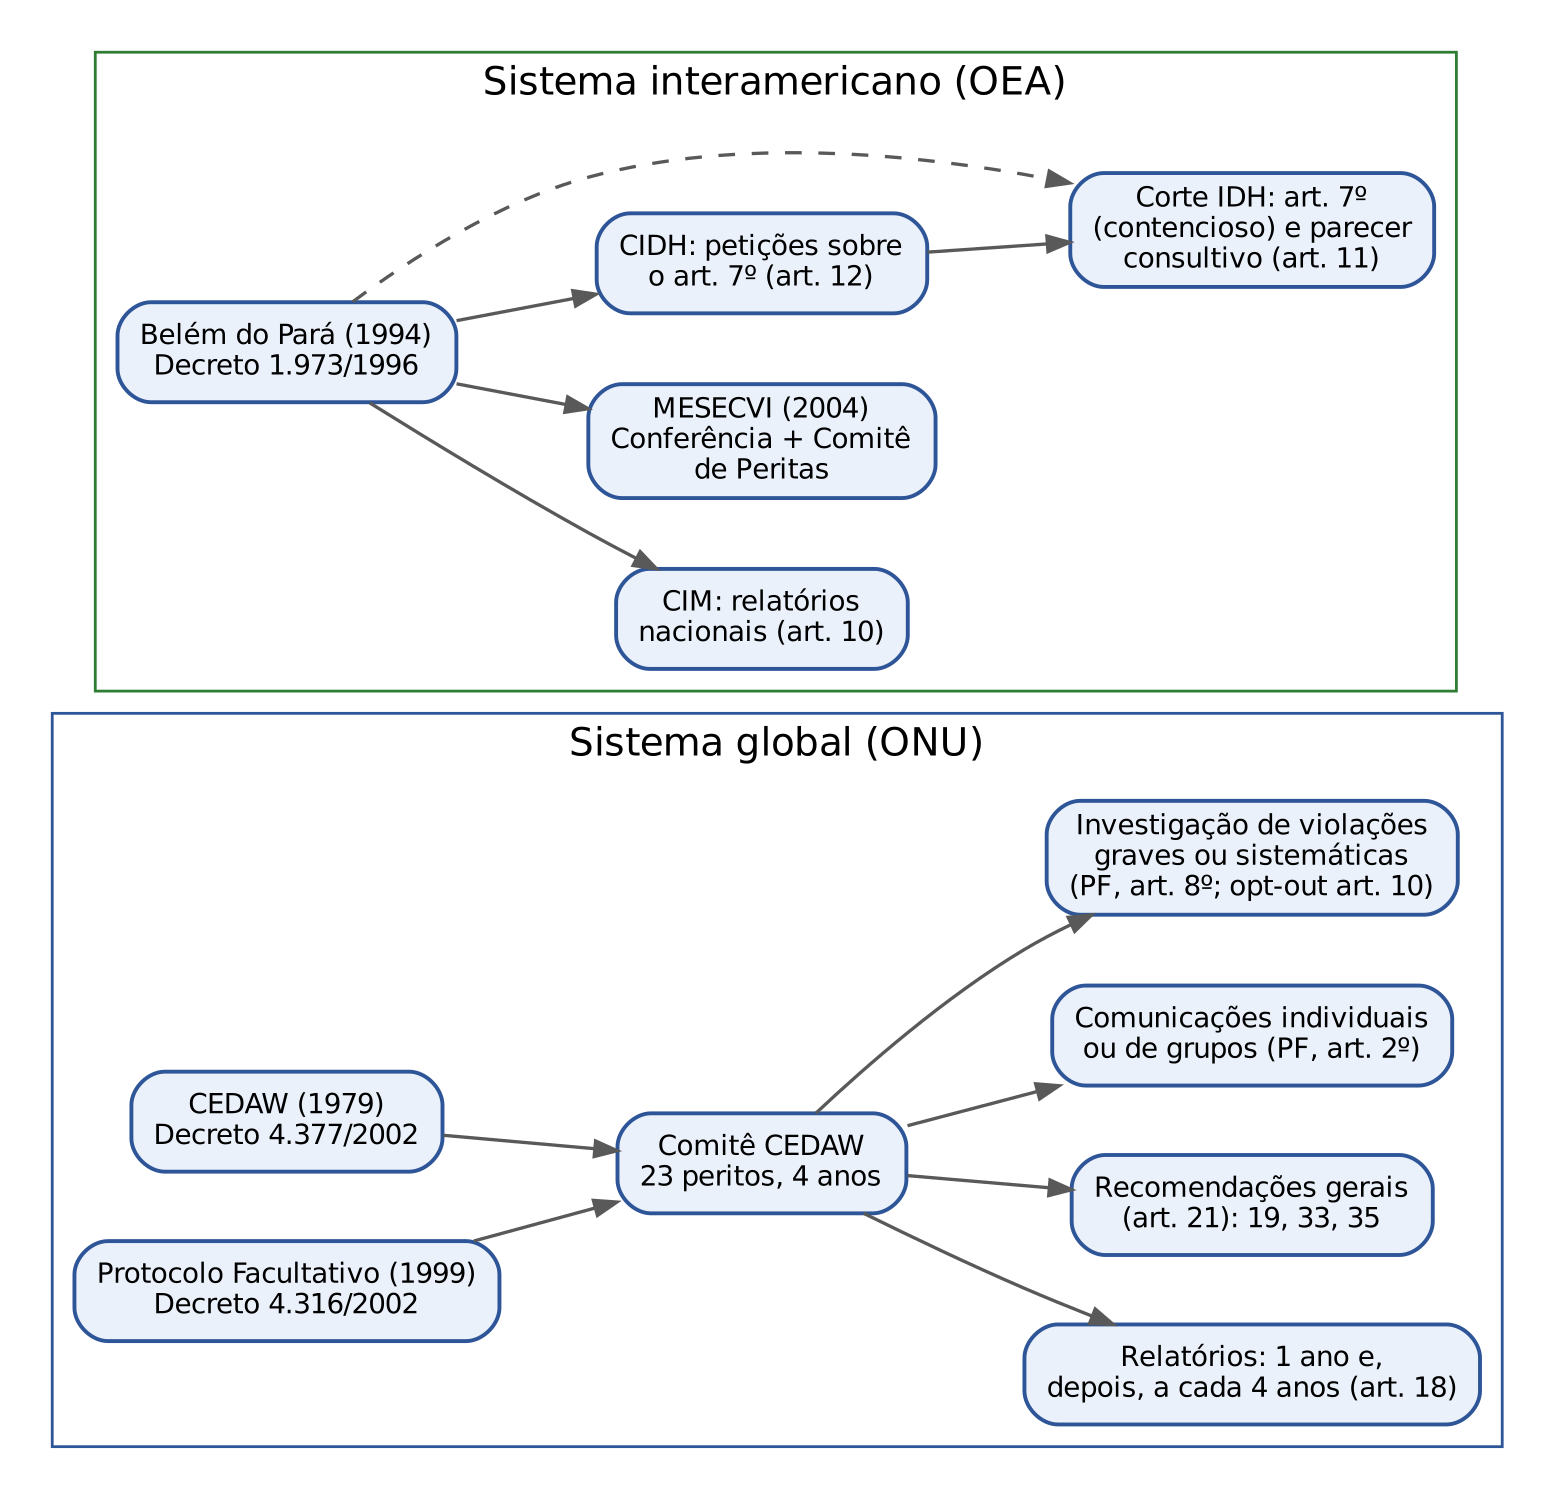 Sistema interamericano (OEA)
Corte IDH: art. 7º
(contencioso) e parecer
consultivo (art. 11)
CIDH: petições sobre
o art. 7º (art. 12)
Belém do Pará (1994)
Decreto 1.973/1996
MESECVI (2004)
Conferência + Comitê
de Peritas
CIM: relatórios
nacionais (art. 10)
Sistema global (ONU)
Investigação de violações
graves ou sistemáticas
(PF, art. 8º; opt-out art. 10)
Comunicações individuais
ou de grupos (PF, art. 2º)
CEDAW (1979)
Decreto 4.377/2002
Comitê CEDAW
23 peritos, 4 anos
Recomendações gerais
(art. 21): 19, 33, 35
Protocolo Facultativo (1999)
Decreto 4.316/2002
Relatórios: 1 ano e,
depois, a cada 4 anos (art. 18)